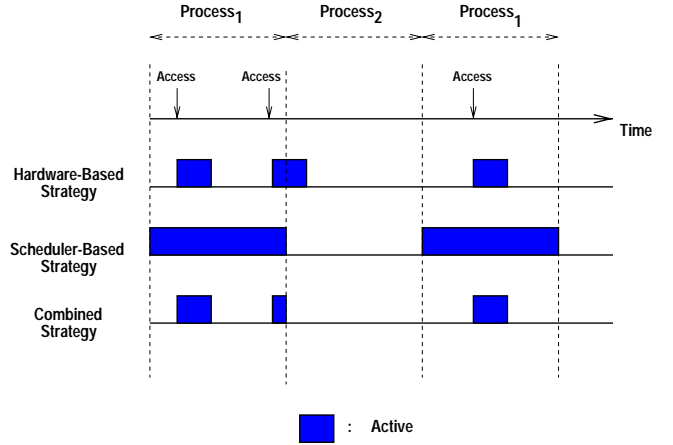 Process1 Process2 Process1
Access Access Access
Time
Hardware-Based
Strategy
Scheduler-Based
Strategy
Combined
Strategy
: Active